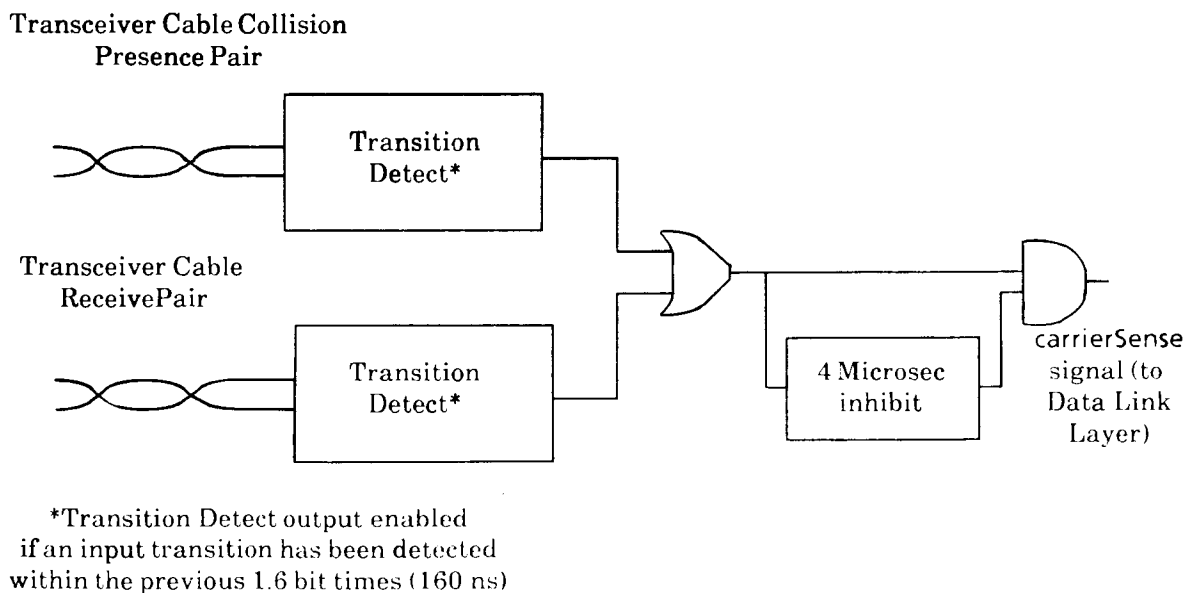 Transceiver Cable Collision
Presence Pair
Transition
Detect*
Transceiver Cable
ReceivePair
Transition
Detect*
4 Microsec
inhibit
carrierSense
signal (to
Data Link
Layer)
*Transition Detect output enabled
if an input transition has been detected
within the previous 1.6 bit times (160 ns)